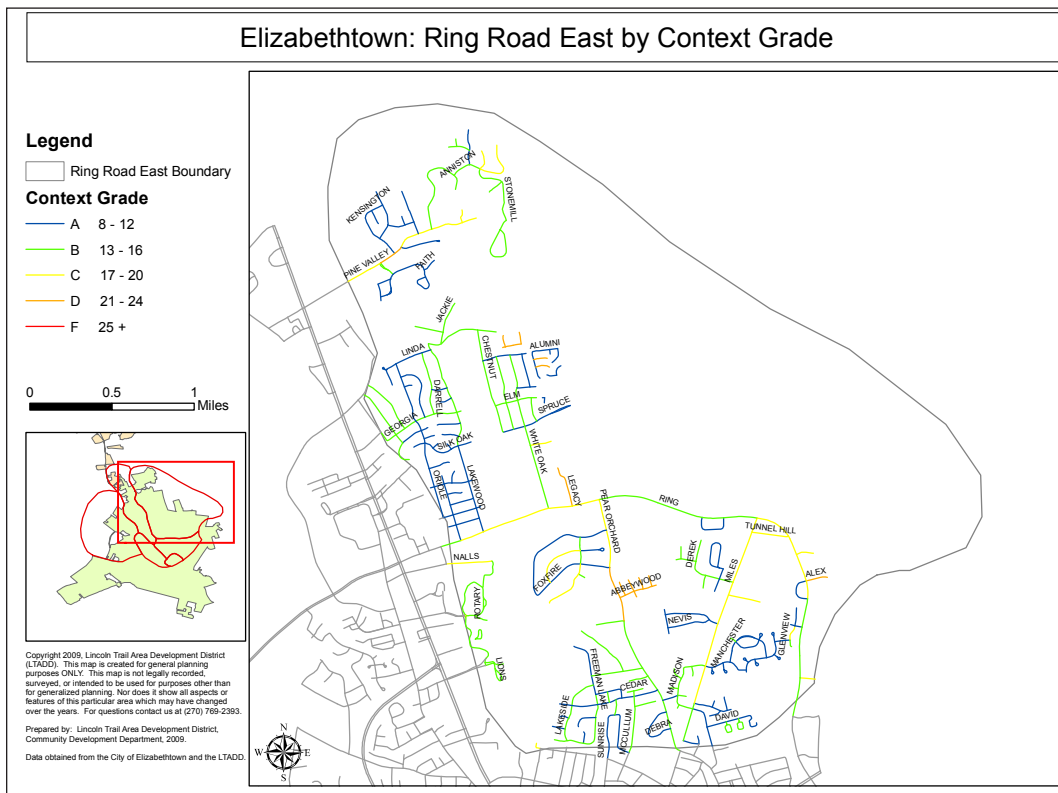 Elizabethtown: Ring Road East by Context Grade
Legend
Ring Road East Boundary
Context Grade
A 8 - 12
B 13 - 16
C 17 - 20
D 21 - 24
F 25 +
0 0.5 1
Miles
Copyright 2009, Lincoln Trail Area Development District
(LTADD). This map is created for general planning
purposes ONLY. This map is not legally recorded,
surveyed, or intended to be used for purposes other than
for generalized planning. Nor does it show all aspects or
features of this particular area which may have changed
over the years. For questions contact us at (270) 769-2393.
Prepared by: Lincoln Trail Area Development District,
Community Development Department, 2009.
Data obtained from the City of Elizabethtown and the LTADD.
N
W E
S
ANNISTON
STONEMILL
KENSINGTON
PINE VALLEY
FAITH
JACKIE
LINDA
CHESTNUT
ALUMNI
DARRELL
ELM
SPRUCE
GEORGIA
SILK OAK
WHITE OAK
ORIOLE
LAKEWOOD
LEGACY
PEAR ORCHARD
RING
TUNNEL HILL
NALLS
DEREK
MILES
ALEX
FOXFIRE
ABBEYWOOD
ROTARY
NEVIS
MANCHESTER
GLENVIEW
LIONS
FREEMAN LAKE
CEDAR
MADISON
LAKESIDE
SUNRISE
MCCULLUM
DEBRA
DAVID